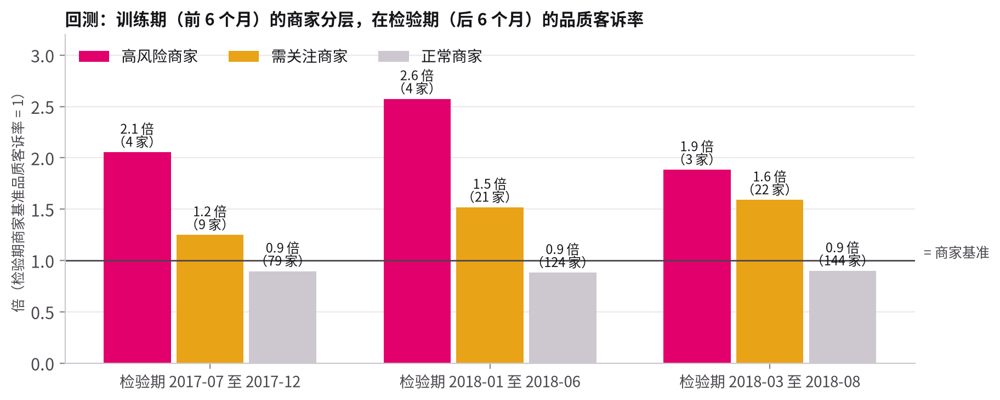 回测：训练期（前 6 个月）的商家分层，在检验期（后 6 个月）的品质客诉率
高风险商家
需关注商家
正常商家
倍（检验期商家基准品质客诉率 = 1）
3.0
2.5
2.0
1.5
1.0
0.5
0.0
2.1 倍
（4 家）
1.2 倍
（9 家）
0.9 倍
（79 家）
2.6 倍
（4 家）
1.5 倍
（21 家）
0.9 倍
（124 家）
1.9 倍
（3 家）
1.6 倍
（22 家）
0.9 倍
（144 家）
= 商家基准
检验期 2017-07 至 2017-12
检验期 2018-01 至 2018-06
检验期 2018-03 至 2018-08